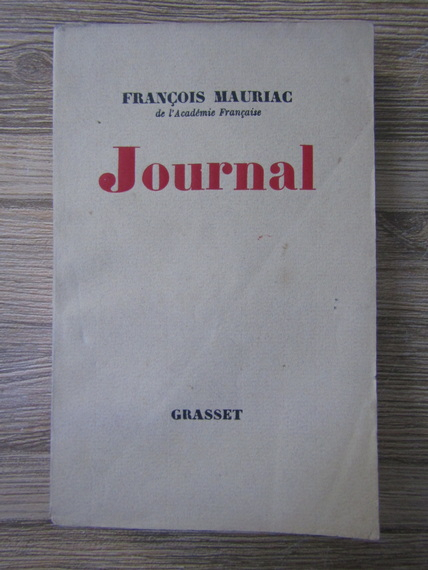 FRANÇOIS MAURIAC
de l'Académie Française
Journal
GRASSET